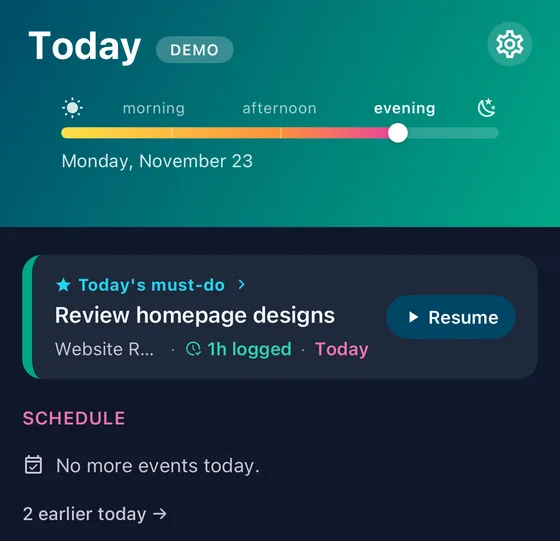 Today DEMO
morning afternoon evening
Monday, November 23
Today's must-do
Review homepage designs
Resume
Website R... · 1h logged · Today
SCHEDULE
No more events today.
2 earlier today →